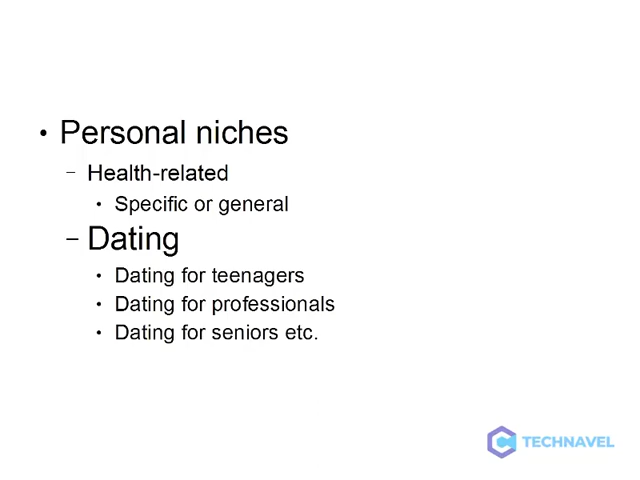 • Personal niches
– Health-related
• Specific or general
– Dating
• Dating for teenagers
• Dating for professionals
• Dating for seniors etc.
TECHNAVEL